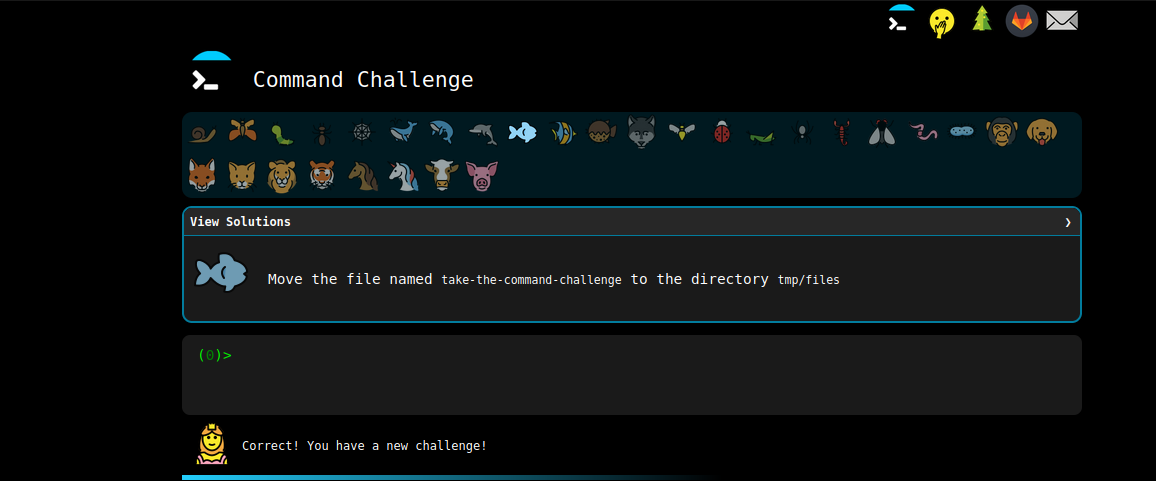 Command Challenge
View Solutions ❯
Move the file named take-the-command-challenge to the directory tmp/files
(0)>
Correct! You have a new challenge!